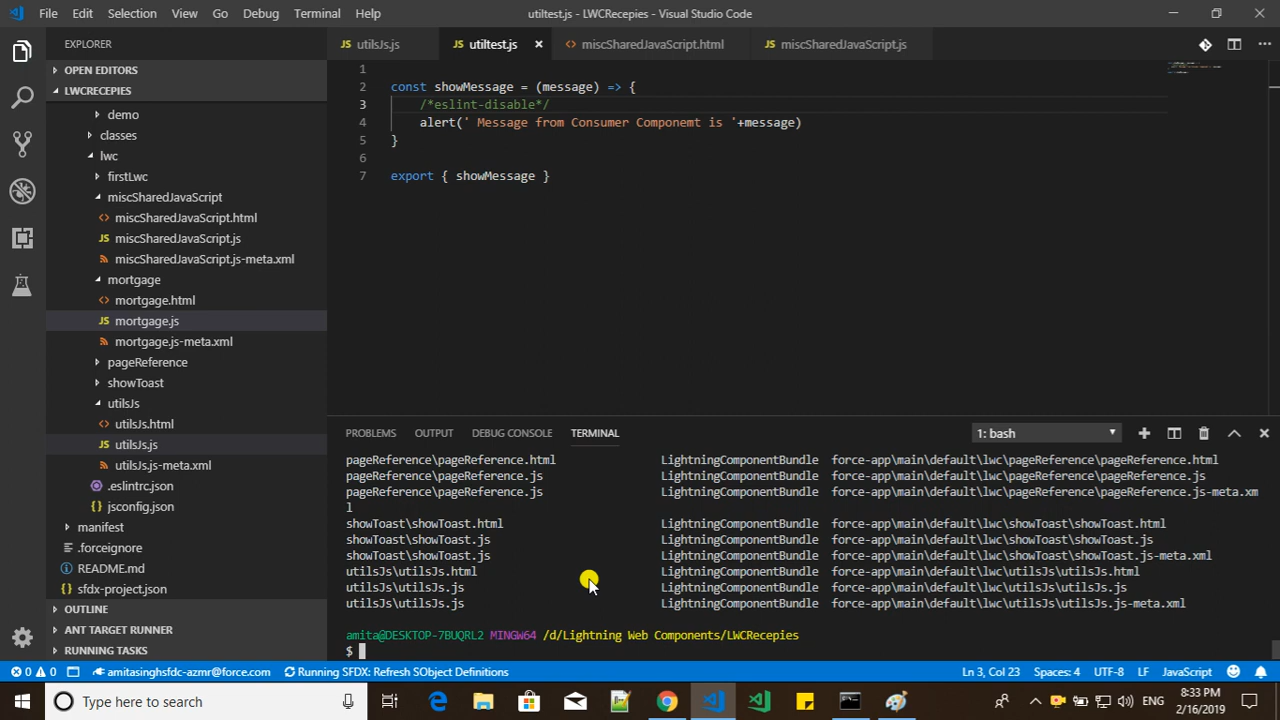 File Edit Selection View Go Debug Terminal Help
utiltest.js - LWCRecepies - Visual Studio Code
EXPLORER
OPEN EDITORS
LWCRECEPIES
demo
classes
lwc
firstLwc
miscSharedJavaScript
miscSharedJavaScript.html
JS miscSharedJavaScript.js
miscSharedJavaScript.js-meta.xml
mortgage
mortgage.html
JS mortgage.js
mortgage.js-meta.xml
pageReference
showToast
utilsJs
utilsJs.html
JS utilsJs.js
utilsJs.js-meta.xml
.eslintrc.json
jsconfig.json
manifest
.forceignore
README.md
sfdx-project.json
OUTLINE
ANT TARGET RUNNER
RUNNING TASKS
JS utilsJs.js JS utiltest.js miscSharedJavaScript.html JS miscSharedJavaScript.js
1
2 const showMessage = (message) => {
3 /*eslint-disable*/
4 alert(' Message from Consumer Componemt is '+message)
5 }
6
7 export { showMessage }
PROBLEMS OUTPUT DEBUG CONSOLE TERMINAL 1: bash
pageReference\pageReference.html LightningComponentBundle force-app\main\default\lwc\pageReference\pageReference.html
pageReference\pageReference.js LightningComponentBundle force-app\main\default\lwc\pageReference\pageReference.js
pageReference\pageReference.js LightningComponentBundle force-app\main\default\lwc\pageReference\pageReference.js-meta.xm
l
showToast\showToast.html LightningComponentBundle force-app\main\default\lwc\showToast\showToast.html
showToast\showToast.js LightningComponentBundle force-app\main\default\lwc\showToast\showToast.js
showToast\showToast.js LightningComponentBundle force-app\main\default\lwc\showToast\showToast.js-meta.xml
utilsJs\utilsJs.html LightningComponentBundle force-app\main\default\lwc\utilsJs\utilsJs.html
utilsJs\utilsJs.js LightningComponentBundle force-app\main\default\lwc\utilsJs\utilsJs.js
utilsJs\utilsJs.js LightningComponentBundle force-app\main\default\lwc\utilsJs\utilsJs.js-meta.xml
amita@DESKTOP-7BUQRL2 MINGW64 /d/Lightning Web Components/LWCRecepies
$
0 0 amitasinghsfdc-azmr@force.com Running SFDX: Refresh SObject Definitions Ln 3, Col 23 Spaces: 4 UTF-8 LF JavaScript
Type here to search
ENG
8:33 PM
2/16/2019